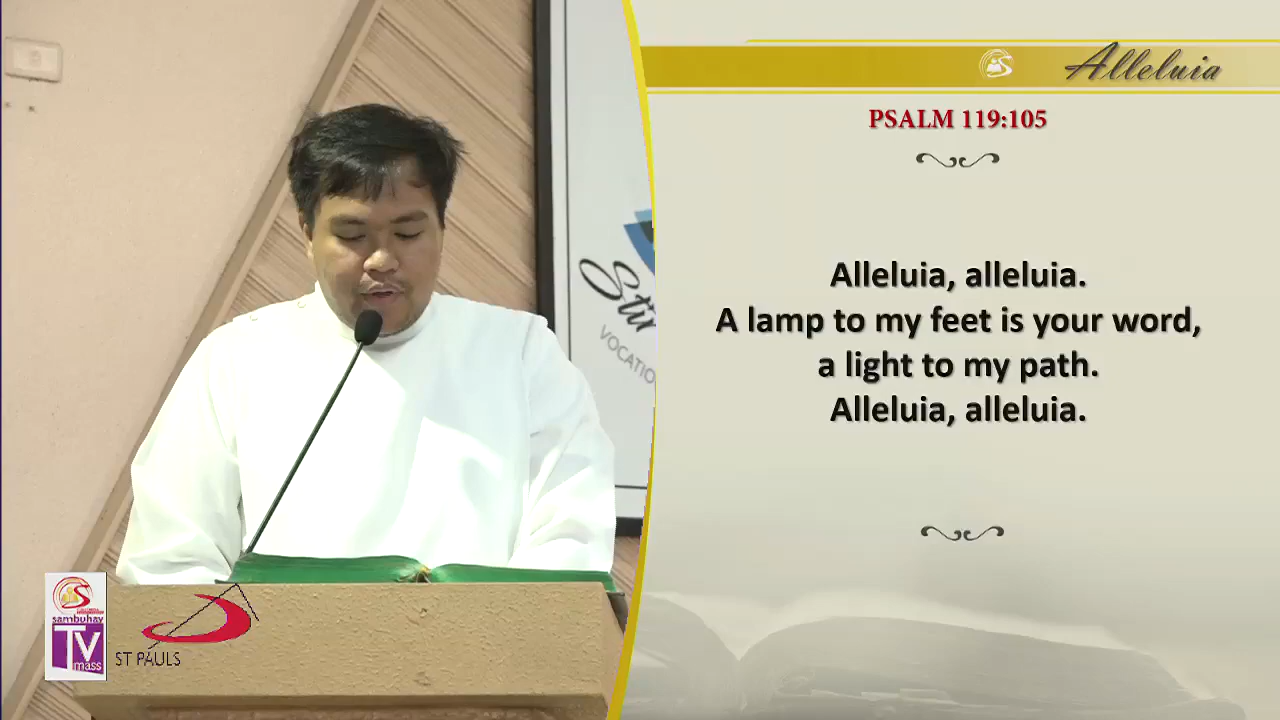 Alleluia
PSALM 119:105
Alleluia, alleluia.
A lamp to my feet is your word,
a light to my path.
Alleluia, alleluia.
Stir
VOCATIO
sambuhay
TV
mass
ST PAULS